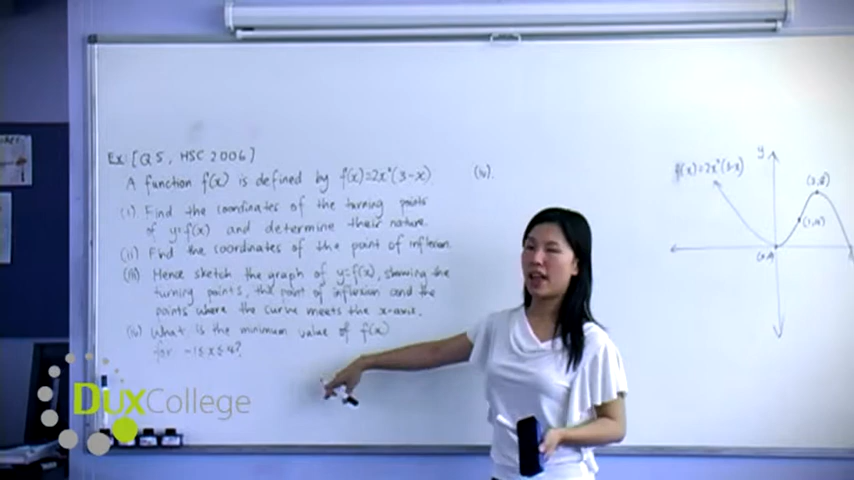 Ex [Q5, HSC 2006]
A function f(x) is defined by f(x)=2x²(3-x)
(i) Find the coordinates of the turning points
of y=f(x) and determine their nature.
(ii) Find the coordinates of the point of inflexion.
(iii) Hence sketch the graph of y=f(x), showing the
turning points, the point of inflexion and the
points where the curve meets the x-axis.
(iv) What is the minimum value of f(x)
for -1≤x≤4?
(iv).
f(x)=2x²(3-x)
y
(2,8)
(1,4)
(0,0)
DuxCollege